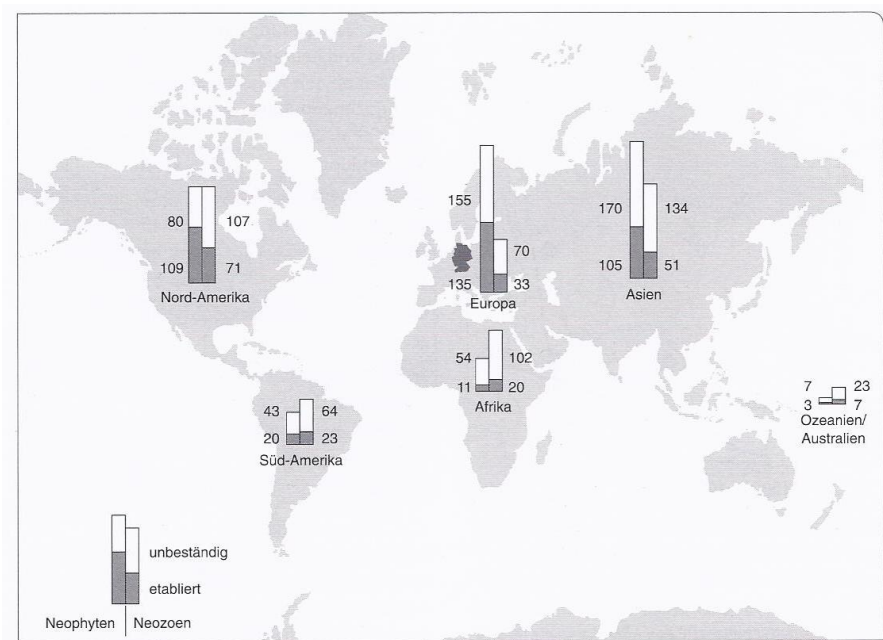 155
170
134
80
107
70
109
71
135
33
105
51
Nord-Amerika
Europa
Asien
54
102
11
20
Afrika
7
23
3
7
Ozeanien/
Australien
43
64
20
23
Süd-Amerika
unbeständig
etabliert
Neophyten
Neozoen